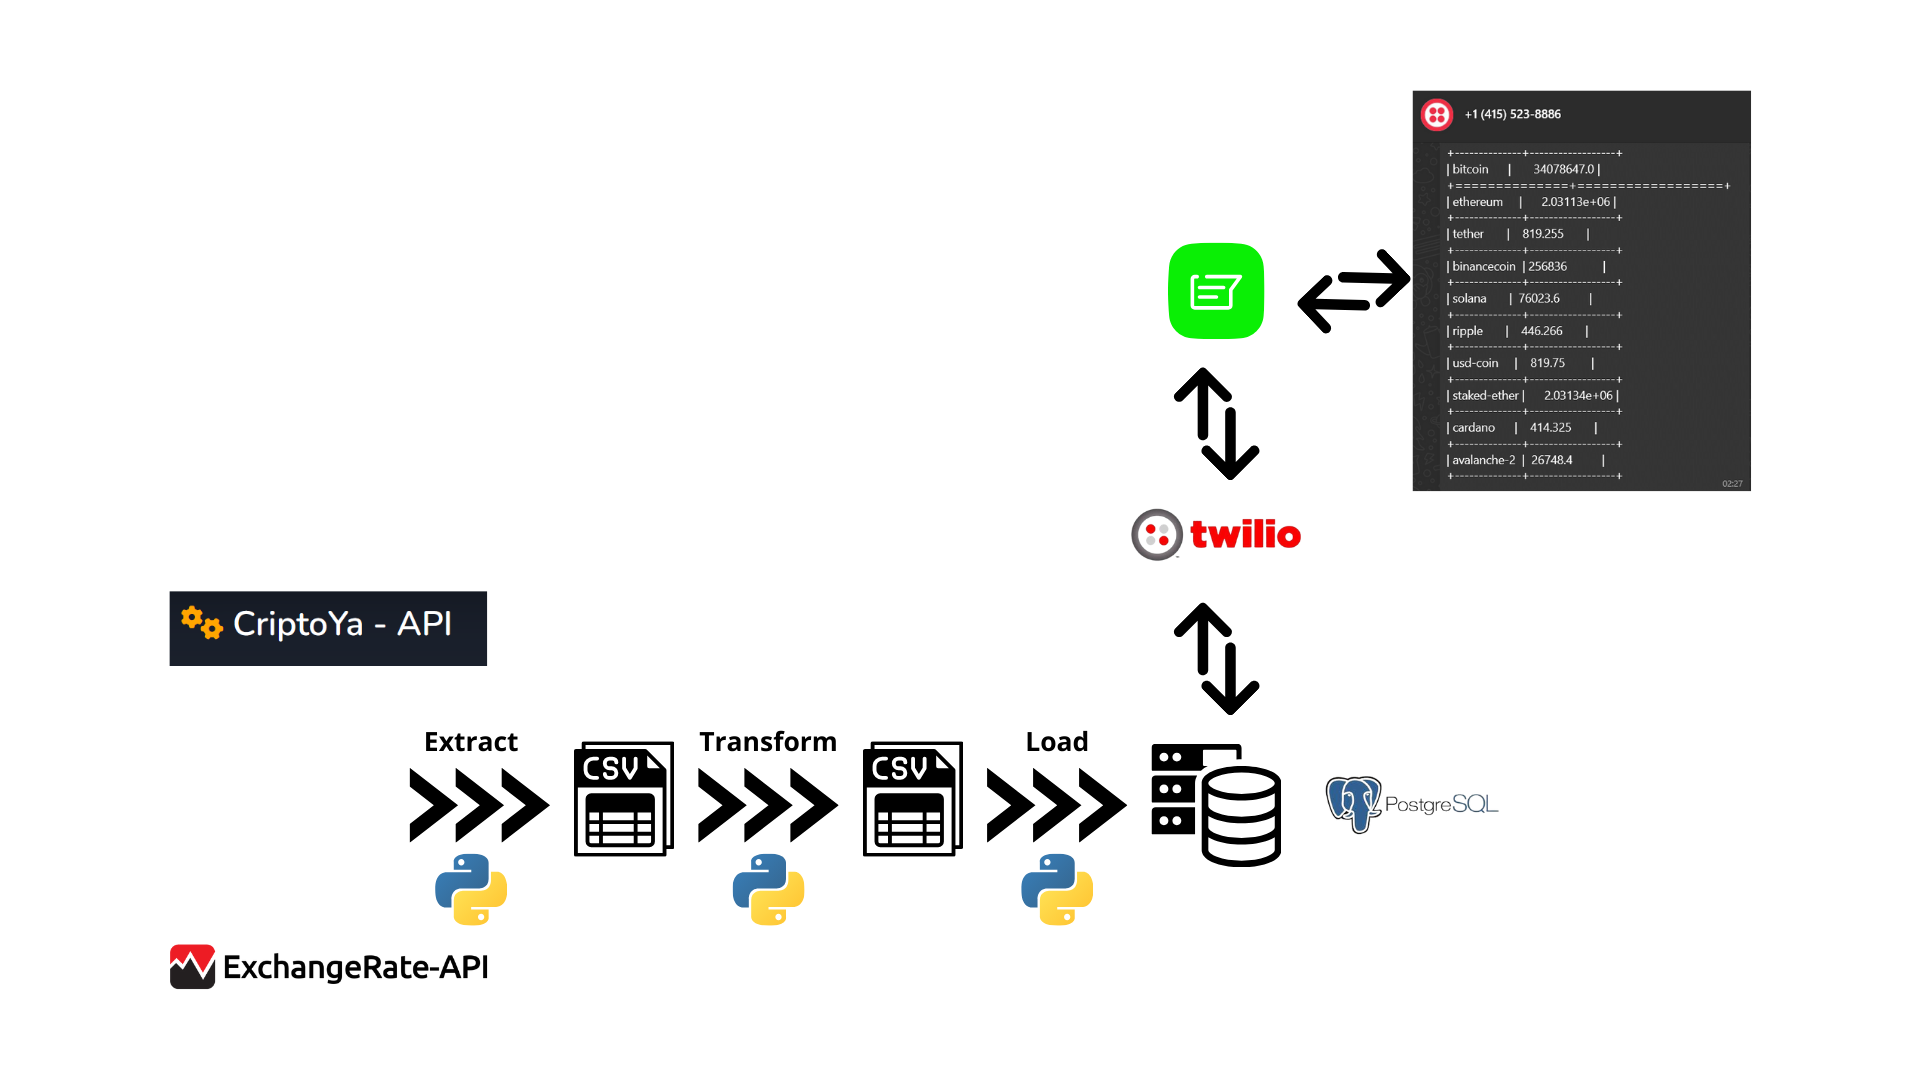 +1 (415) 523-8886
+--------------+------------------+
| bitcoin | 34078647.0 |
+==============+==================+
| ethereum | 2.03113e+06 |
+--------------+------------------+
| tether | 819.255 |
+--------------+------------------+
| binancecoin | 256836 |
+--------------+------------------+
| solana | 76023.6 |
+--------------+------------------+
| ripple | 446.266 |
+--------------+------------------+
| usd-coin | 819.75 |
+--------------+------------------+
| staked-ether | 2.03134e+06 |
+--------------+------------------+
| cardano | 414.325 |
+--------------+------------------+
| avalanche-2 | 26748.4 |
+--------------+------------------+
02:27
twilio
CriptoYa - API
Extract
Transform
Load
CSV
CSV
PostgreSQL
ExchangeRate-API